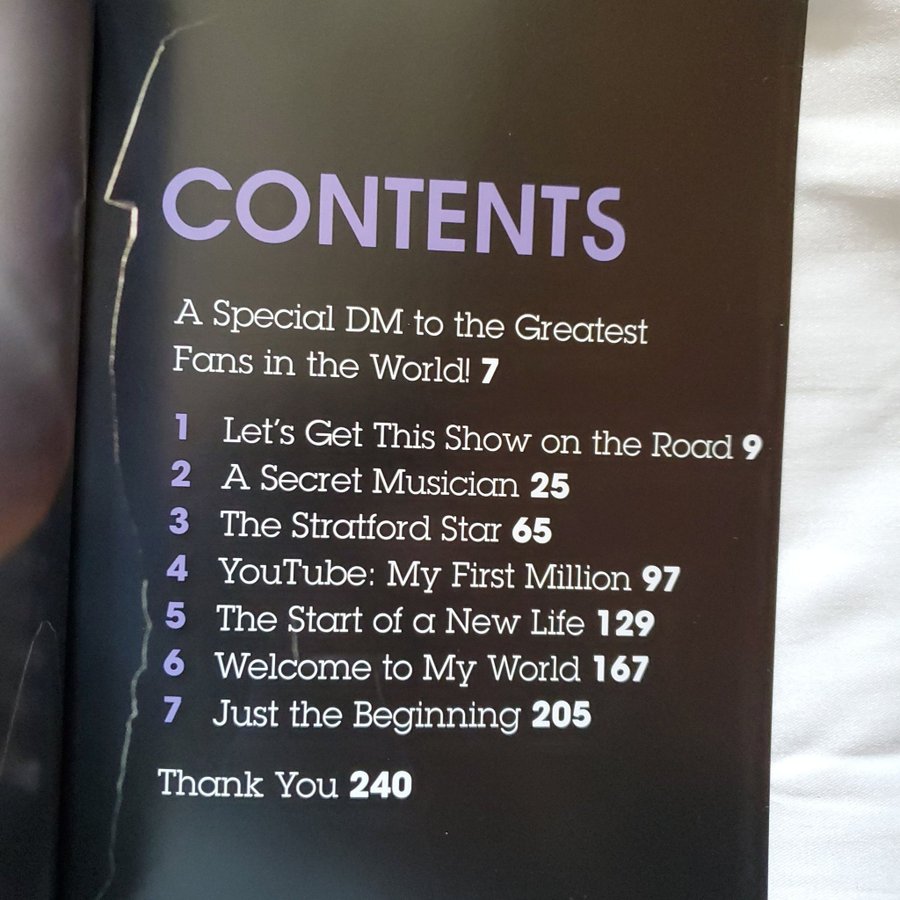 CONTENTS
A Special DM to the Greatest
Fans in the World! 7
1 Let's Get This Show on the Road 9
2 A Secret Musician 25
3 The Stratford Star 65
4 YouTube: My First Million 97
5 The Start of a New Life 129
6 Welcome to My World 167
7 Just the Beginning 205
Thank You 240